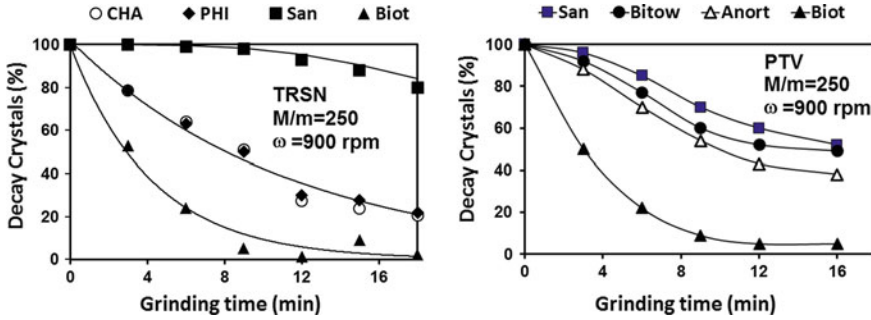 CHA PHI San Biot
100
80
60
40
20
0
0 4 8 12 16
Decay Crystals (%)
Grinding time (min)
TRSN
M/m=250
ω =900 rpm
San Bitow Anort Biot
100
80
60
40
20
0
0 4 8 12 16
Decay Crystals (%)
Grinding time (min)
PTV
M/m=250
ω =900 rpm